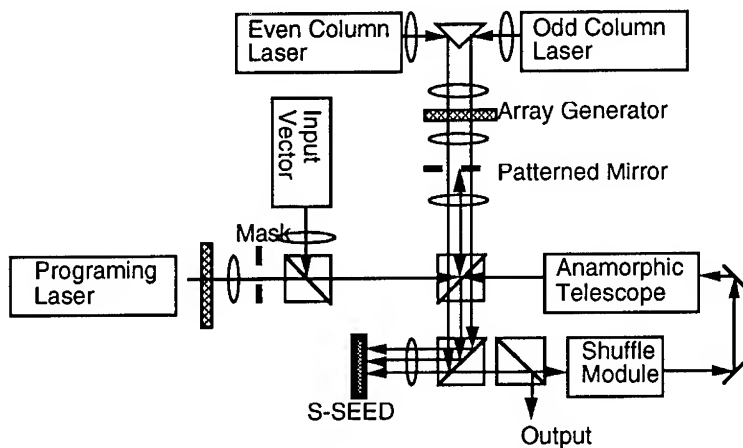 Even Column
Laser
Odd Column
Laser
Array Generator
Input
Vector
Patterned Mirror
Mask
Programing
Laser
Anamorphic
Telescope
Shuffle
Module
S-SEED
Output